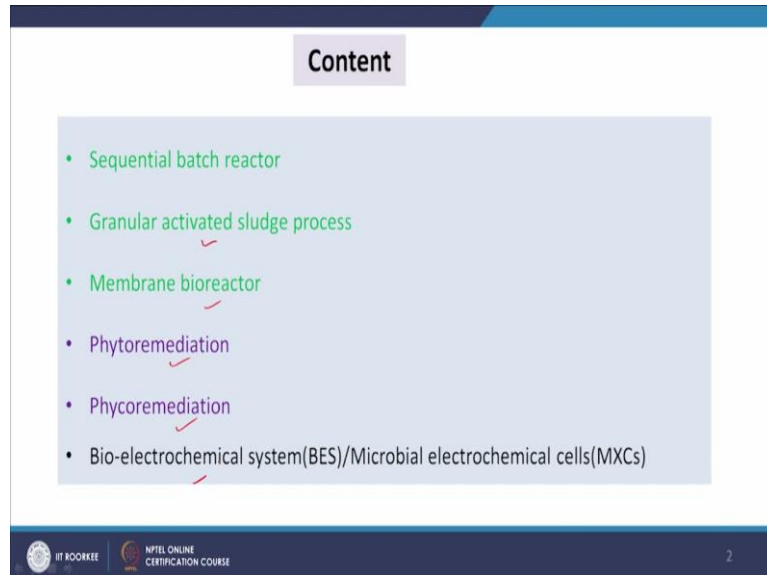 Content
• Sequential batch reactor
• Granular activated sludge process
• Membrane bioreactor
• Phytoremediation
• Phycoremediation
• Bio-electrochemical system(BES)/Microbial electrochemical cells(MXCs)
IIT ROORKEE
NPTEL ONLINE
CERTIFICATION COURSE
2